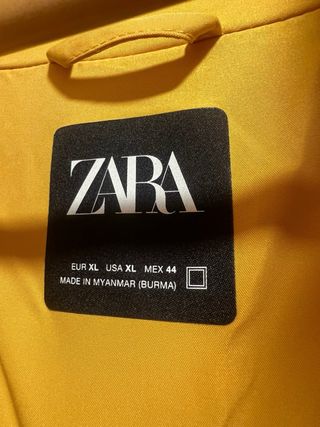 ZARA
EUR XL USA XL MEX 44
MADE IN MYANMAR (BURMA)